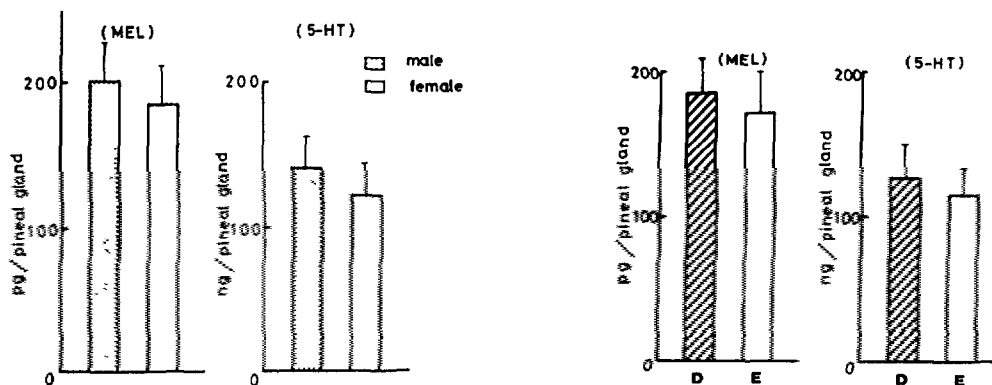 (MEL)
200
100
0
pg/pineal gland
(5-HT)
male
female
200
100
ng/pineal gland
(MEL)
200
100
0
pg/pineal gland
D E
(5-HT)
200
100
0
ng/pineal gland
D E